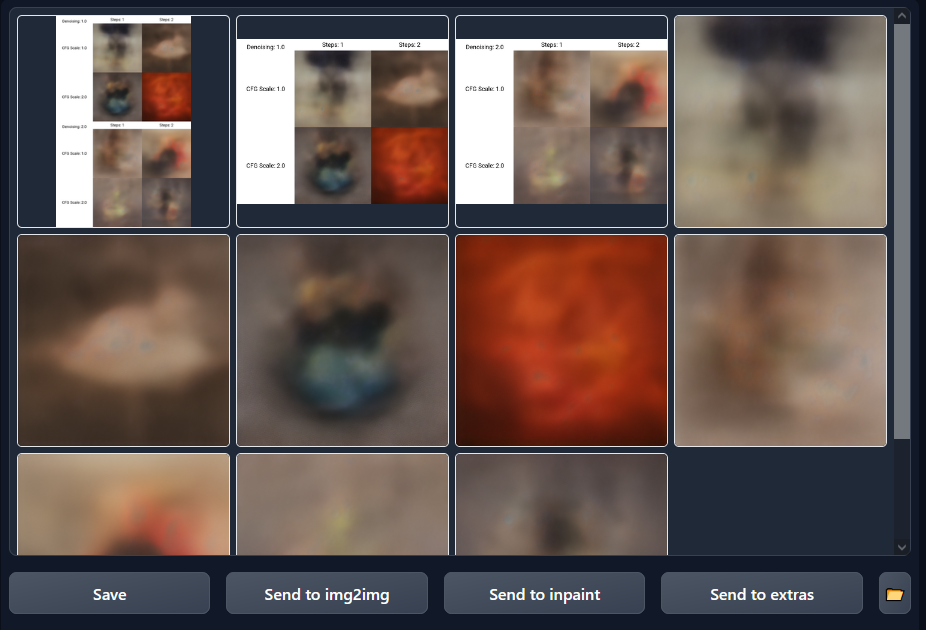 Denoising: 1.0
Steps: 1
Steps: 2
CFG Scale: 1.0
CFG Scale: 2.0
Denoising: 2.0
Steps: 1
Steps: 2
CFG Scale: 1.0
CFG Scale: 2.0
Denoising: 1.0
Steps: 1
Steps: 2
CFG Scale: 1.0
CFG Scale: 2.0
Denoising: 2.0
Steps: 1
Steps: 2
CFG Scale: 1.0
CFG Scale: 2.0
Save
Send to img2img
Send to inpaint
Send to extras